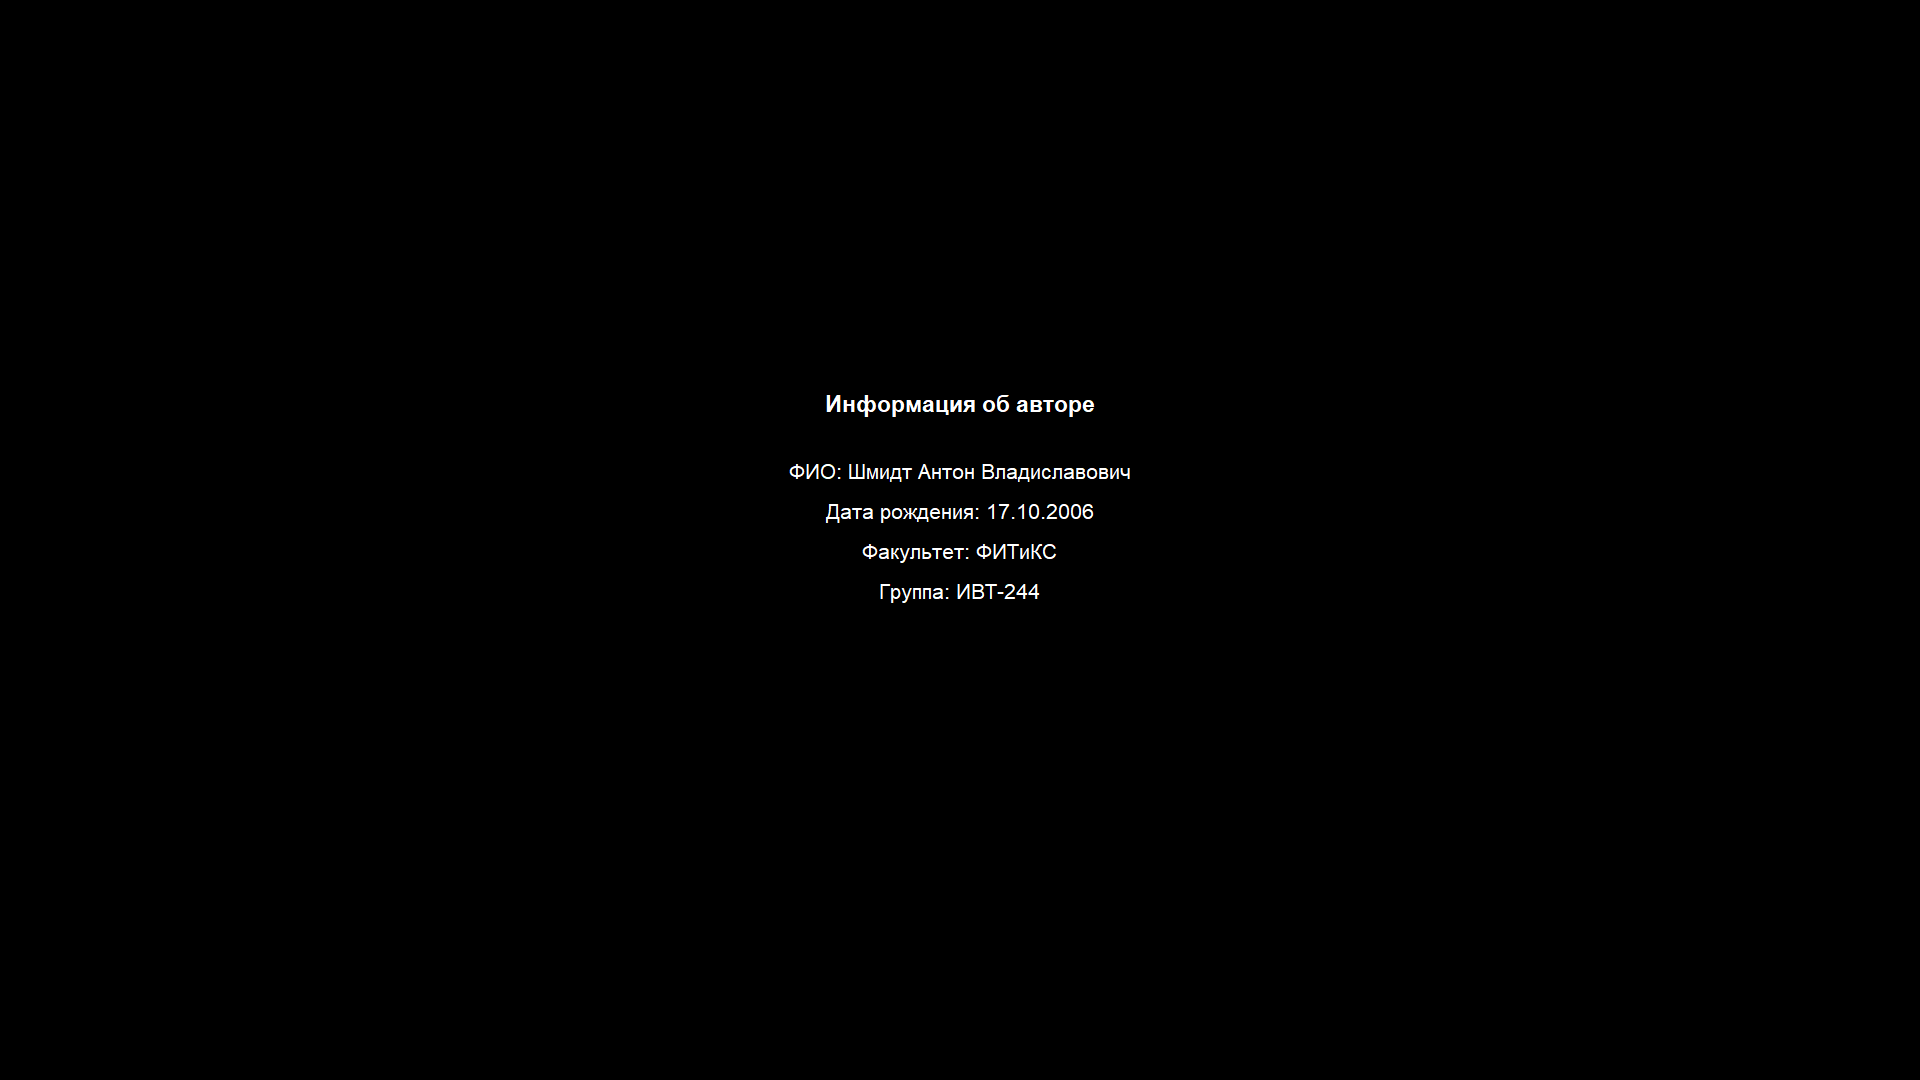 Информация об авторе
ФИО: Шмидт Антон Владиславович
Дата рождения: 17.10.2006
Факультет: ФИТиКС
Группа: ИВТ-244